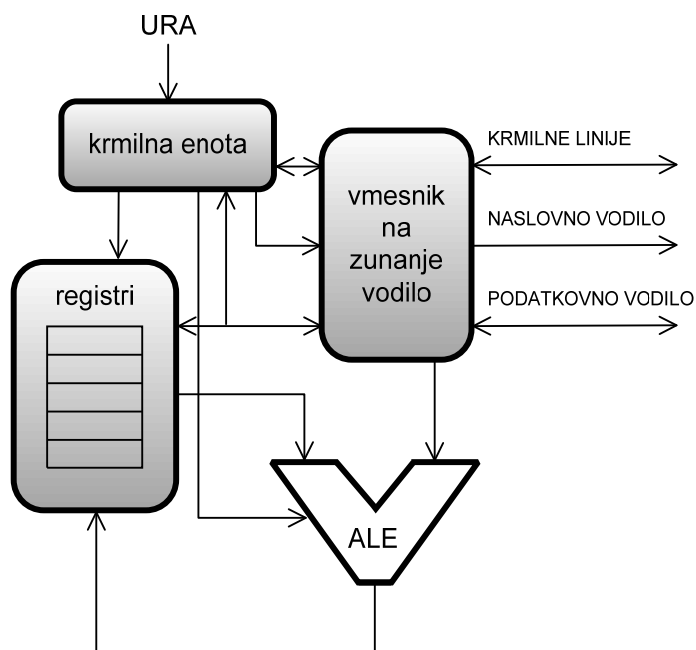 URA
krmilna enota
vmesnik
na
zunanje
vodilo
KRMILNE LINIJE
NASLOVNO VODILO
PODATKOVNO VODILO
registri
ALE